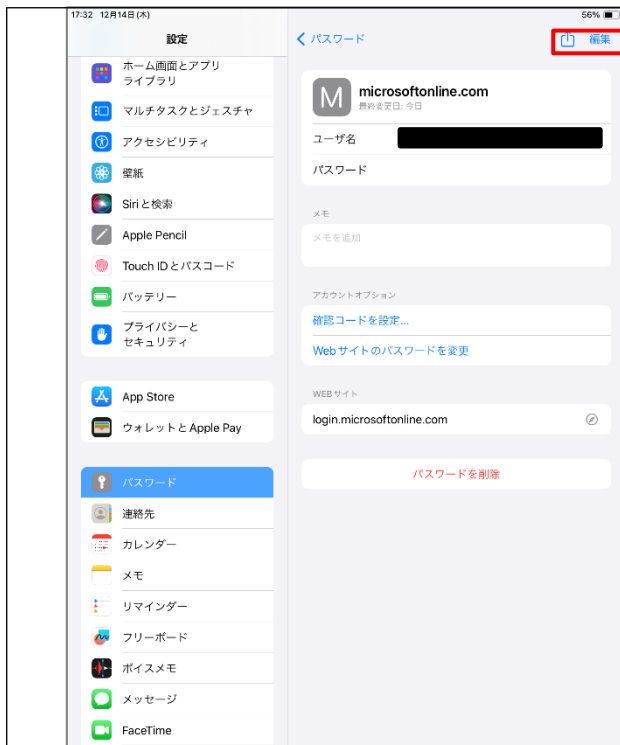 17:32 12月14日(木)
56%
設定
ホーム画面とアプリ
ライブラリ
マルチタスクとジェスチャ
アクセシビリティ
壁紙
Siriと検索
Apple Pencil
Touch IDとパスコード
バッテリー
プライバシーと
セキュリティ
App Store
ウォレットとApple Pay
パスワード
連絡先
カレンダー
メモ
リマインダー
フリーボード
ボイスメモ
メッセージ
FaceTime
パスワード
編集
M
microsoftonline.com
最終変更日: 今日
ユーザ名
パスワード
メモ
メモを追加
アカウントオプション
確認コードを設定...
Webサイトのパスワードを変更
WEBサイト
login.microsoftonline.com
パスワードを削除